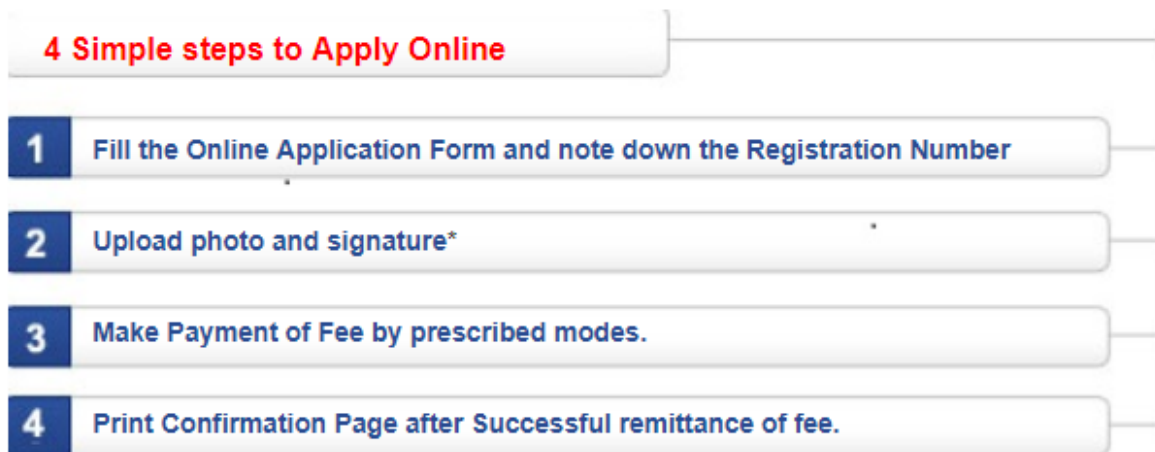 4 Simple steps to Apply Online
1 Fill the Online Application Form and note down the Registration Number
2 Upload photo and signature*
3 Make Payment of Fee by prescribed modes.
4 Print Confirmation Page after Successful remittance of fee.